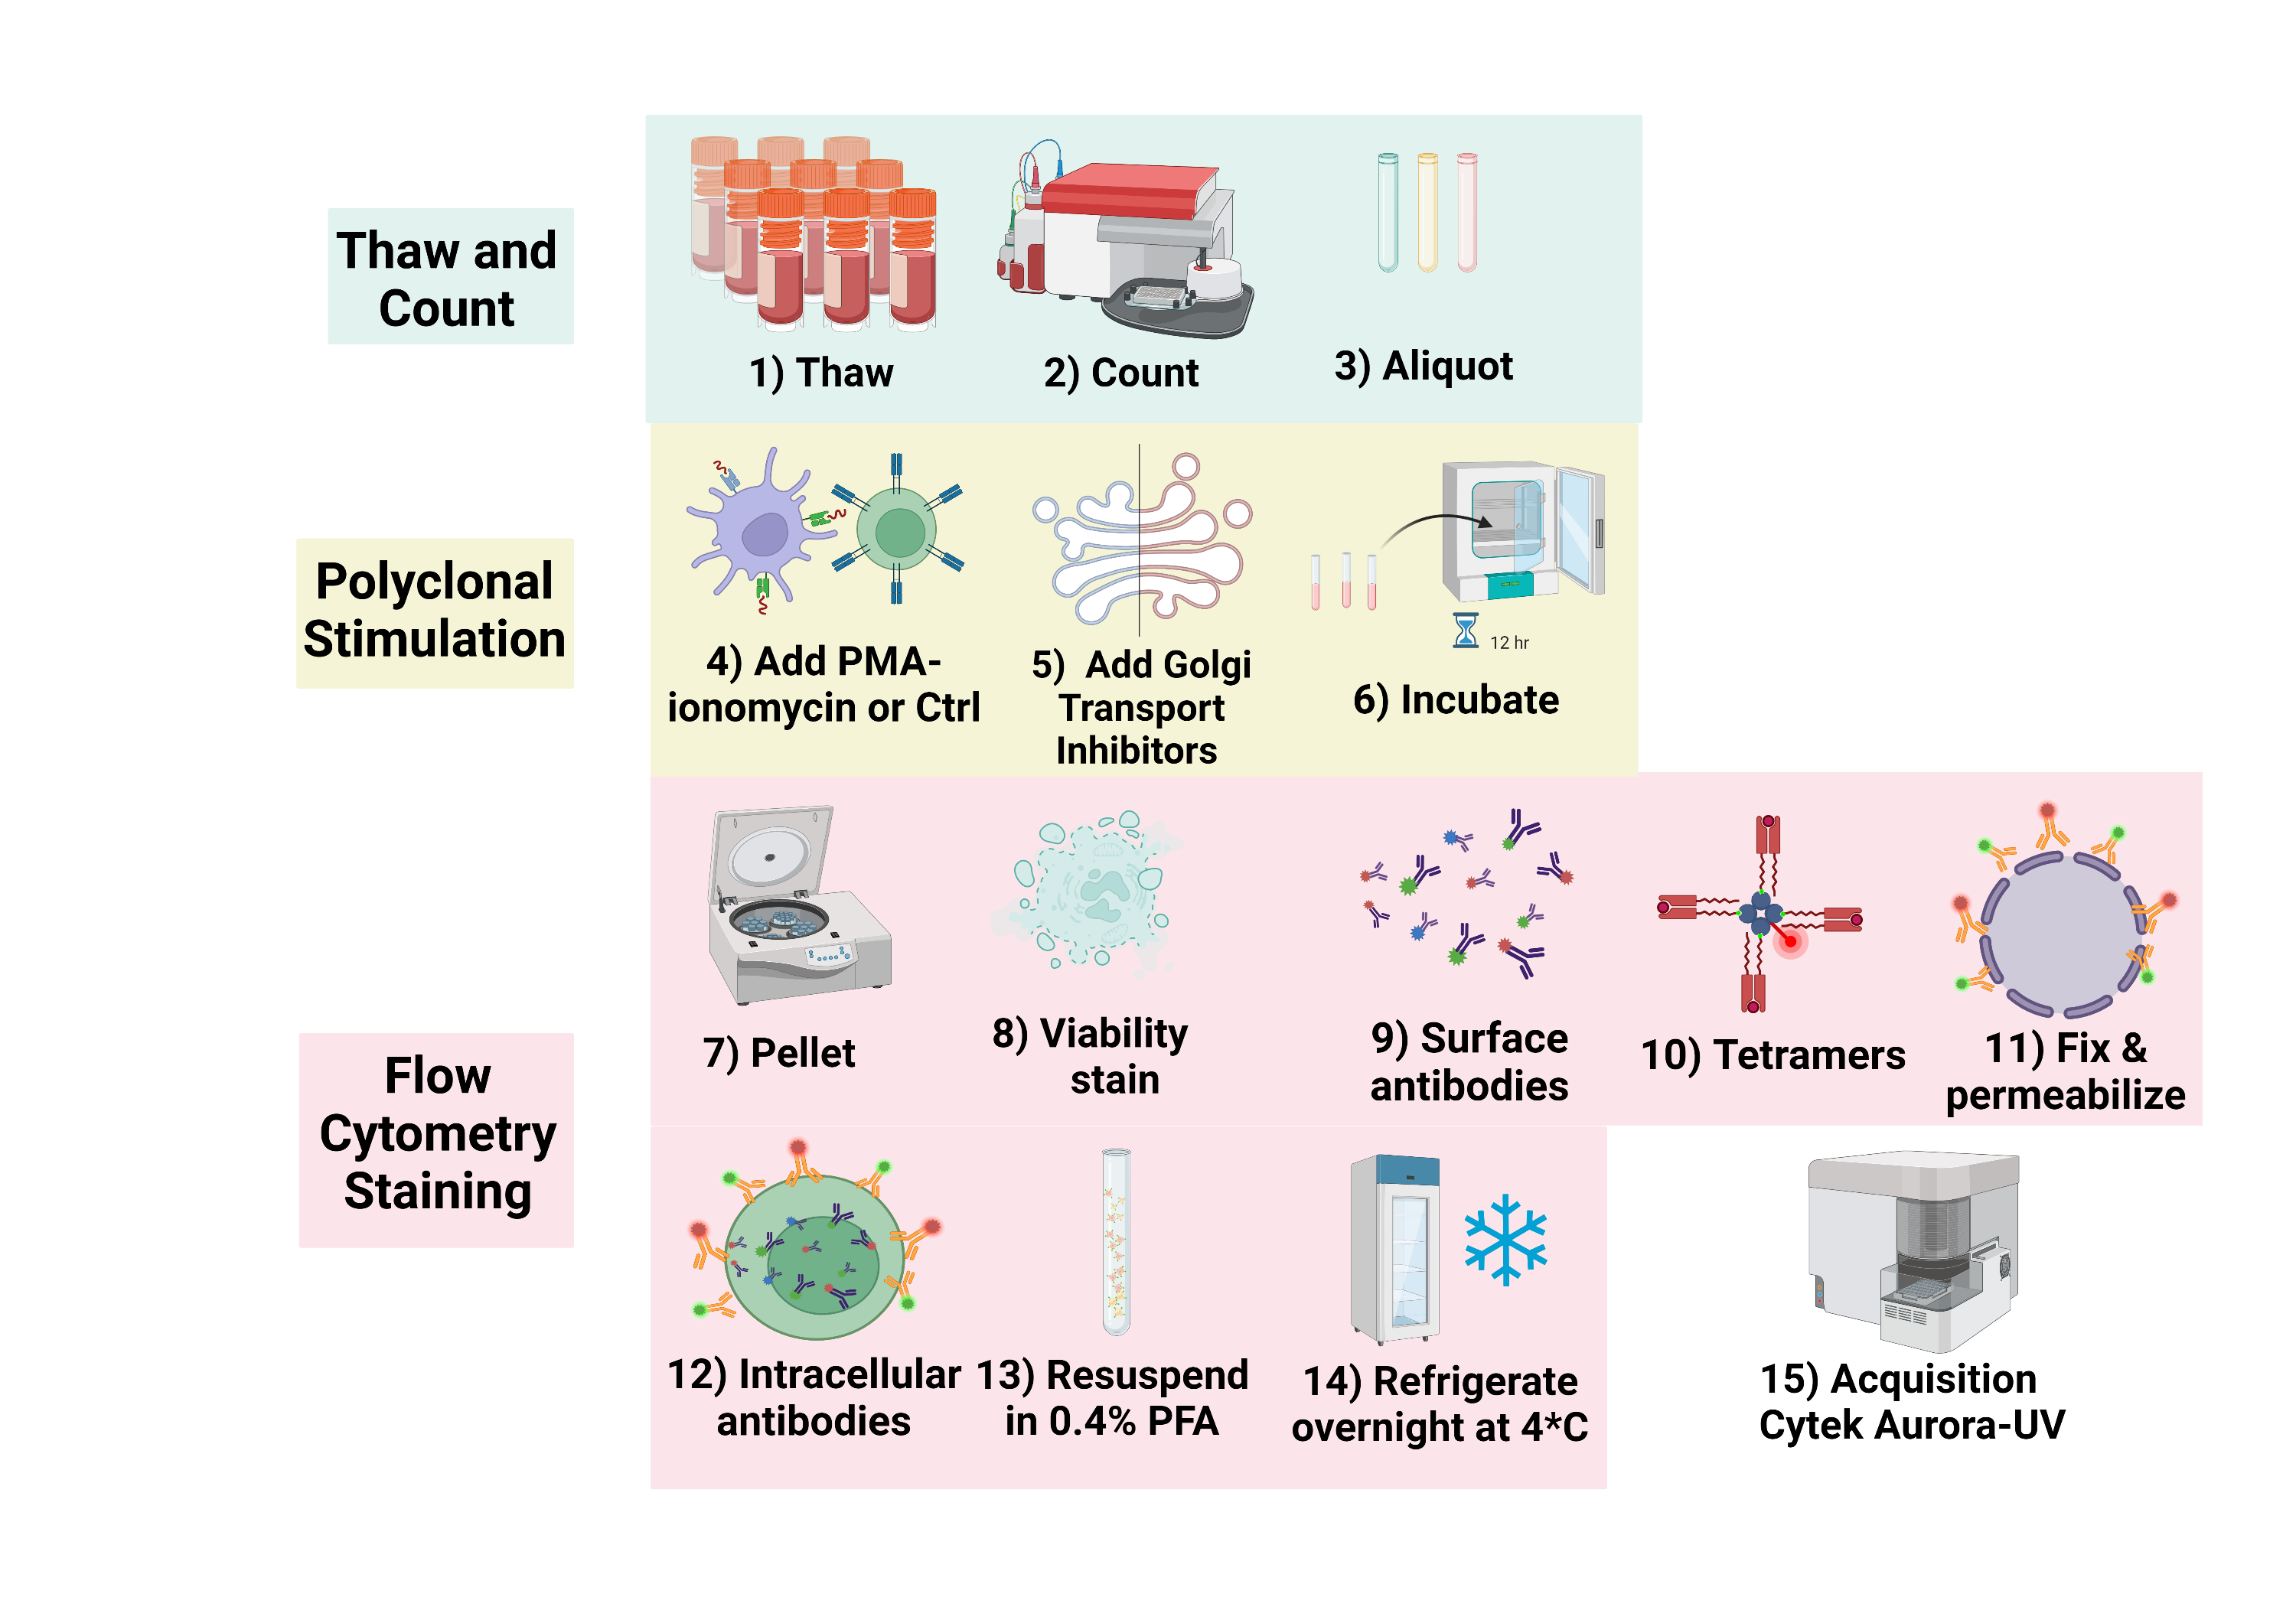 Thaw and
Count
1) Thaw
2) Count
3) Aliquot
Polyclonal
Stimulation
4) Add PMA-
ionomycin or Ctrl
5) Add Golgi
Transport
Inhibitors
12 hr
6) Incubate
Flow
Cytometry
Staining
7) Pellet
8) Viability
stain
9) Surface
antibodies
10) Tetramers
11) Fix &
permeabilize
12) Intracellular
antibodies
13) Resuspend
in 0.4% PFA
14) Refrigerate
overnight at 4*C
15) Acquisition
Cytek Aurora-UV